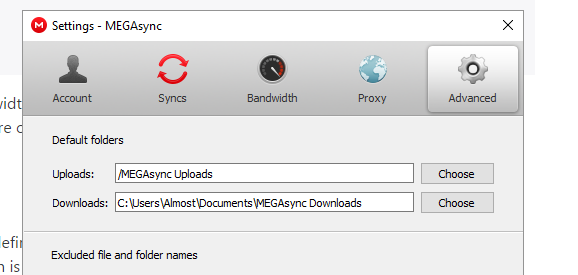 Settings - MEGAsync
Account Syncs Bandwidth Proxy Advanced
Default folders
Uploads: /MEGAsync Uploads Choose
Downloads: C:\Users\Almost\Documents\MEGAsync Downloads Choose
Excluded file and folder names